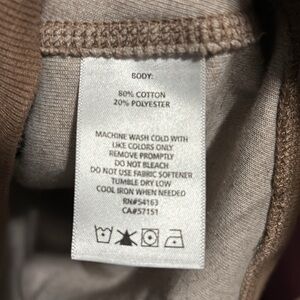 BODY:
80% COTTON
20% POLYESTER
MACHINE WASH COLD WITH
LIKE COLORS ONLY
REMOVE PROMPTLY
DO NOT BLEACH
DO NOT USE FABRIC SOFTENER
TUMBLE DRY LOW
COOL IRON WHEN NEEDED
RN#54163
CA#57151